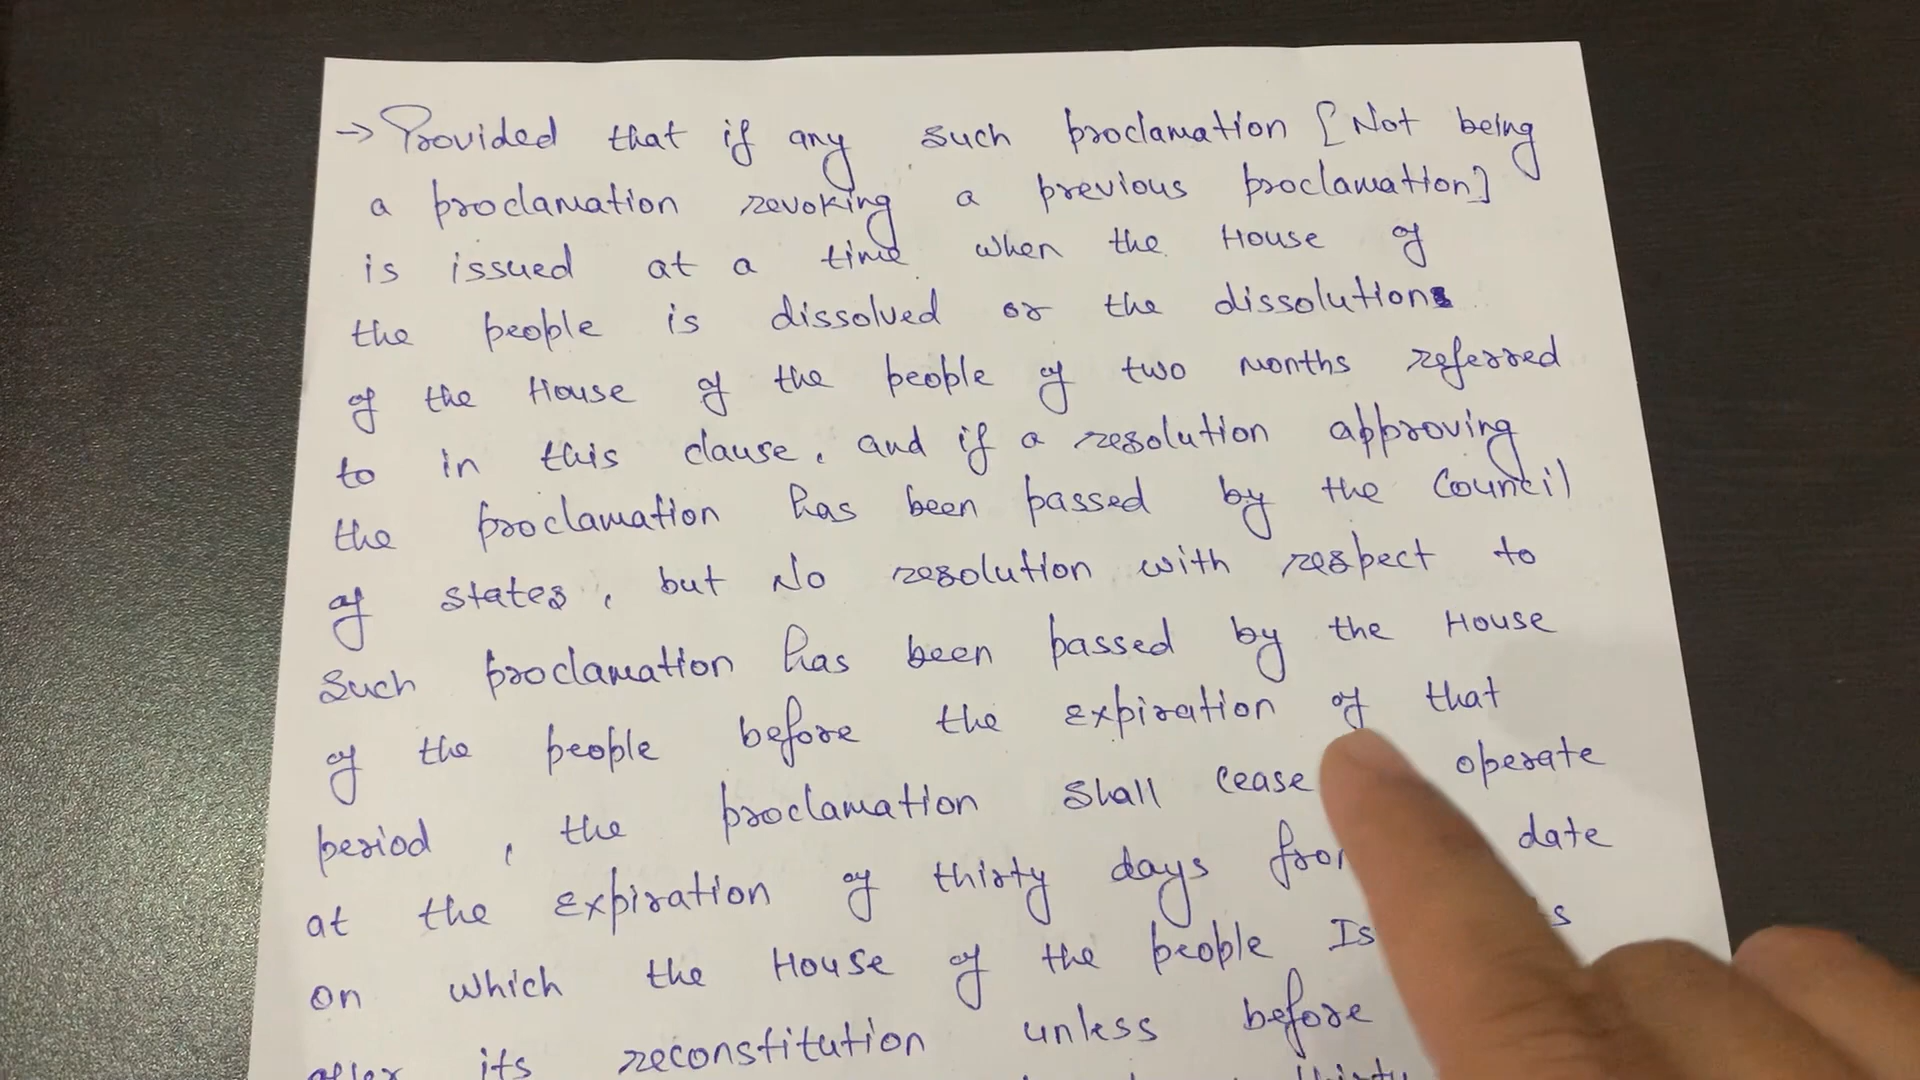 → Provided that if any such proclamation [Not being
a proclamation revoking a previous proclamation]
is issued at a time when the House of
the people is dissolved or the dissolution
of the House of the people of two months referred
to in this clause, and if a resolution approving
the proclamation has been passed by the Council
of states, but No resolution with respect to
Such proclamation has been passed by the House
of the people before the expiration of that
period, the proclamation shall cease operate
at the expiration of thirty days date
on which the House of the people
after its reconstitution unless before
thirty